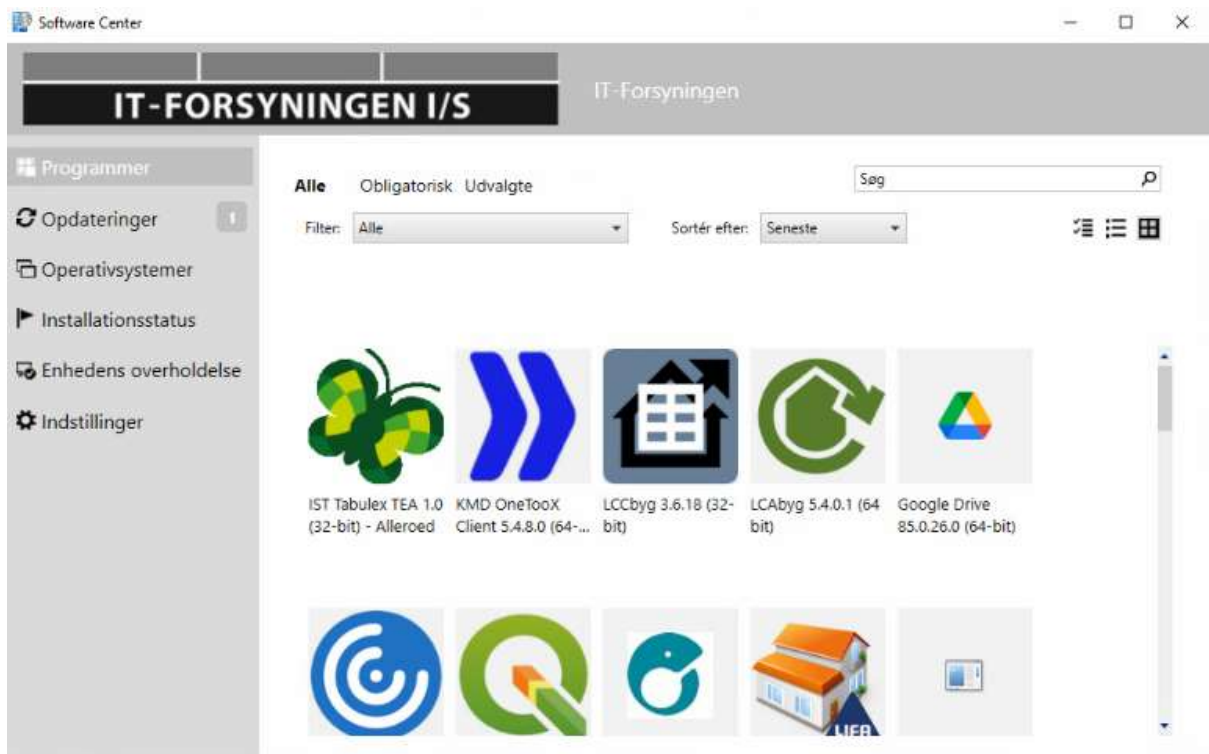 Software Center
IT-FORSYNINGEN I/S
IT-Forsyningen
Programmer
Opdateringer
1
Operativsystemer
Installationsstatus
Enhedens overholdelse
Indstillinger
Alle Obligatorisk Udvalgte
Søg
Filter: Alle
Sortér efter: Seneste
IST Tabulex TEA 1.0
(32-bit) - Alleroed
KMD OneTooX
Client 5.4.8.0 (64-...
LCCbyg 3.6.18 (32-
bit)
LCAbyg 5.4.0.1 (64
bit)
Google Drive
85.0.26.0 (64-bit)
LIFA